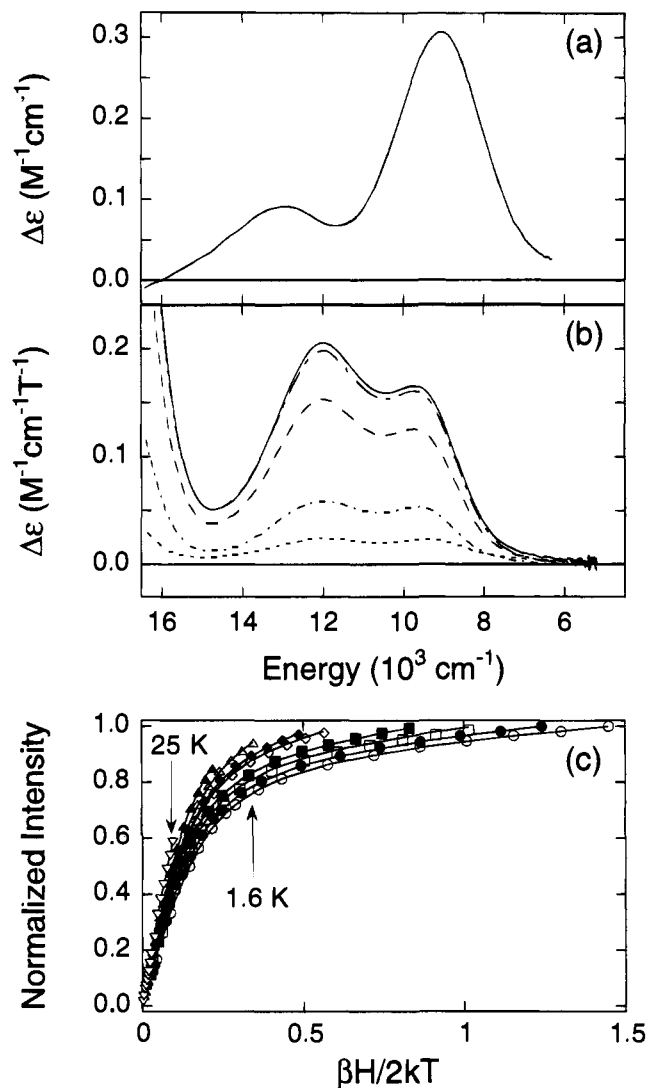 (a)
Δε (M⁻¹cm⁻¹)
0.3
0.2
0.1
0.0
(b)
Δε (M⁻¹cm⁻¹T⁻¹)
0.2
0.1
0.0
16 14 12 10 8 6
Energy (10³ cm⁻¹)
(c)
Normalized Intensity
1.0
0.8
0.6
0.4
0.2
0.0
25 K
1.6 K
0 0.5 1 1.5
βH/2kT